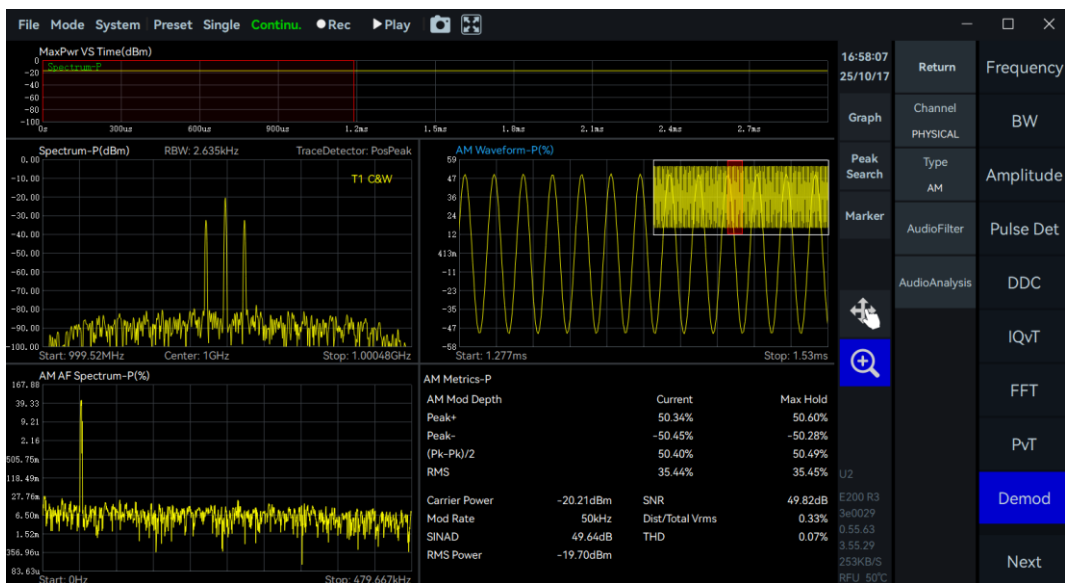 File Mode System Preset Single Continu. Rec Play
MaxPwr VS Time(dBm)
Spectrum-P
0
-20
-40
-60
-80
-100
0s 300us 600us 900us 1.2ms 1.5ms 1.8ms 2.1ms 2.4ms 2.7ms
Spectrum-P(dBm) RBW: 2.635kHz TraceDetector: PosPeak
T1 C&W
0.00
-10.00
-20.00
-30.00
-40.00
-50.00
-60.00
-70.00
-80.00
-90.00
-100.00
Start: 999.52MHz Center: 1GHz Stop: 1.00048GHz
AM Waveform-P(%)
59
47
36
24
12
413m
-11
-23
-35
-47
-58
Start: 1.277ms Stop: 1.53ms
AM AF Spectrum-P(%)
167.88
39.33
9.21
2.16
505.75m
118.49m
27.76m
6.50m
1.52m
356.96u
83.63u
Start: 0Hz Stop: 479.667kHz
AM Metrics-P
AM Mod Depth Current Max Hold
Peak+ 50.34% 50.60%
Peak- -50.45% -50.28%
(Pk-Pk)/2 50.40% 50.49%
RMS 35.44% 35.45%
Carrier Power -20.21dBm SNR 49.82dB
Mod Rate 50kHz Dist/Total Vrms 0.33%
SINAD 49.64dB THD 0.07%
RMS Power -19.70dBm
16:58:07
25/10/17
Graph
Peak
Search
Marker
U2
E200 R3
3e0029
0.55.63
3.55.29
253KB/S
RFU 50℃
Return
Channel
PHYSICAL
Type
AM
AudioFilter
AudioAnalysis
Frequency
BW
Amplitude
Pulse Det
DDC
IQvT
FFT
PvT
Demod
Next